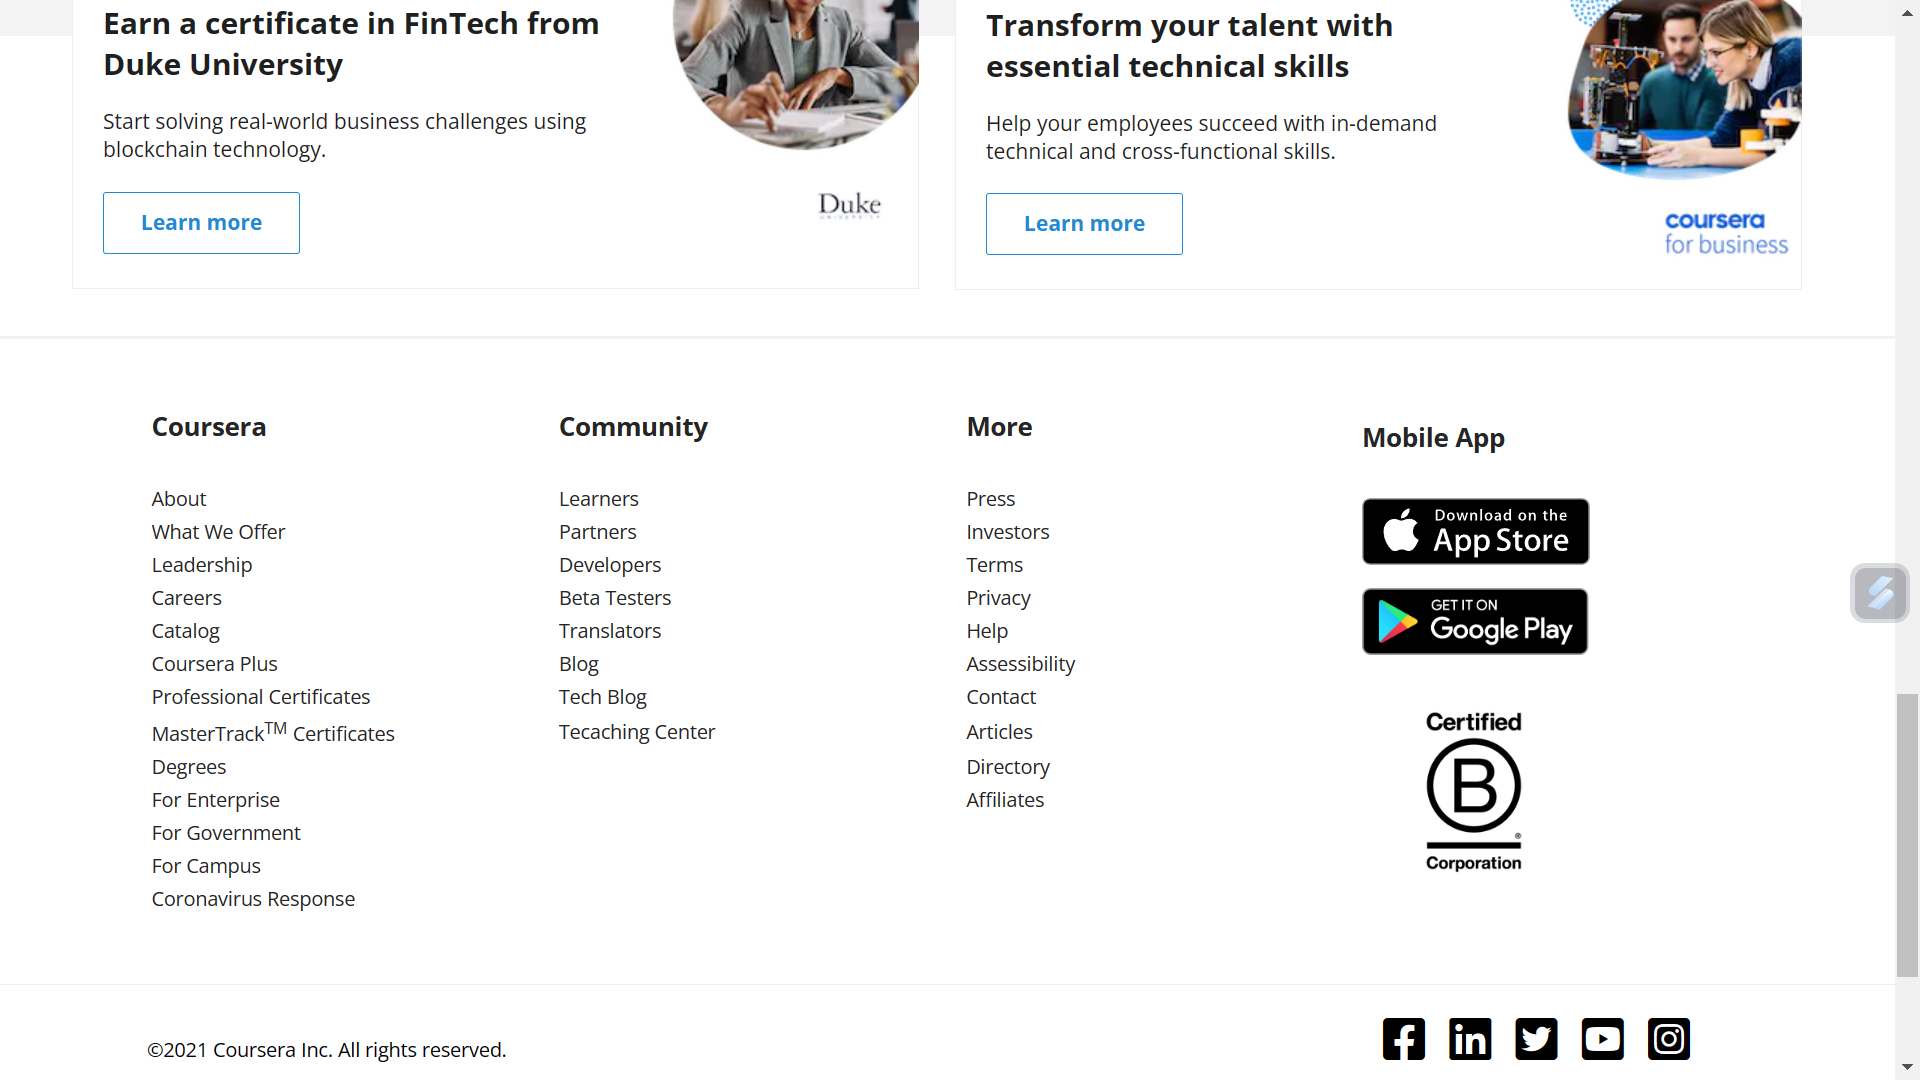 Earn a certificate in FinTech from
Duke University
Start solving real-world business challenges using
blockchain technology.
Learn more
Duke
UNIVERSITY
Transform your talent with
essential technical skills
Help your employees succeed with in-demand
technical and cross-functional skills.
Learn more
coursera
for business
Coursera
About
What We Offer
Leadership
Careers
Catalog
Coursera Plus
Professional Certificates
MasterTrackTM Certificates
Degrees
For Enterprise
For Government
For Campus
Coronavirus Response
Community
Learners
Partners
Developers
Beta Testers
Translators
Blog
Tech Blog
Tecaching Center
More
Press
Investors
Terms
Privacy
Help
Assessibility
Contact
Articles
Directory
Affiliates
Mobile App
Download on the
App Store
GET IT ON
Google Play
Certified
B
®
Corporation
©2021 Coursera Inc. All rights reserved.